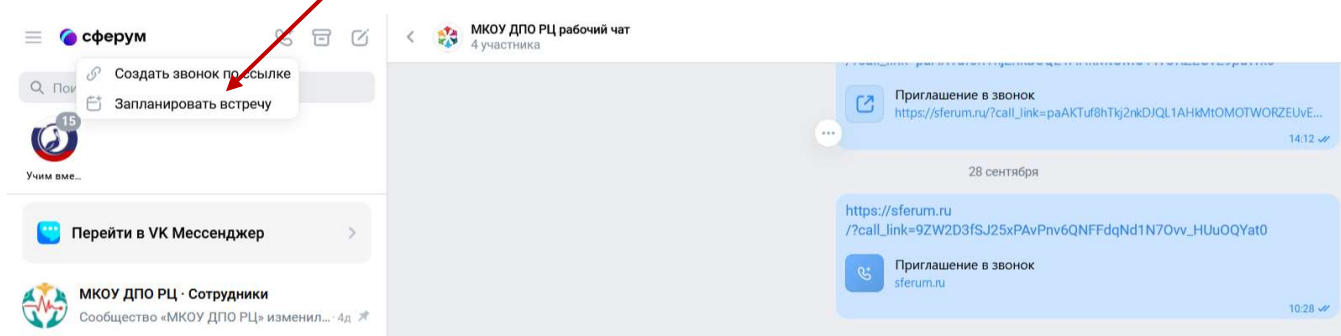 сферум
Создать звонок по ссылке
Пои
Запланировать встречу
15
Учим вме...
Перейти в VK Мессенджер
МКОУ ДПО РЦ · Сотрудники
Сообщество «МКОУ ДПО РЦ» изменил... · 4д
МКОУ ДПО РЦ рабочий чат
4 участника
Приглашение в звонок
https://sferum.ru/?call_link=paAKTuf8hTkj2nkDJQL1AHkMtOMOTWORZEUvE...
14:12
28 сентября
https://sferum.ru
/?call_link=9ZW2D3fSJ25xPAvPnv6QNFFdqNd1N7Ovv_HUuOQYat0
Приглашение в звонок
sferum.ru
10:28